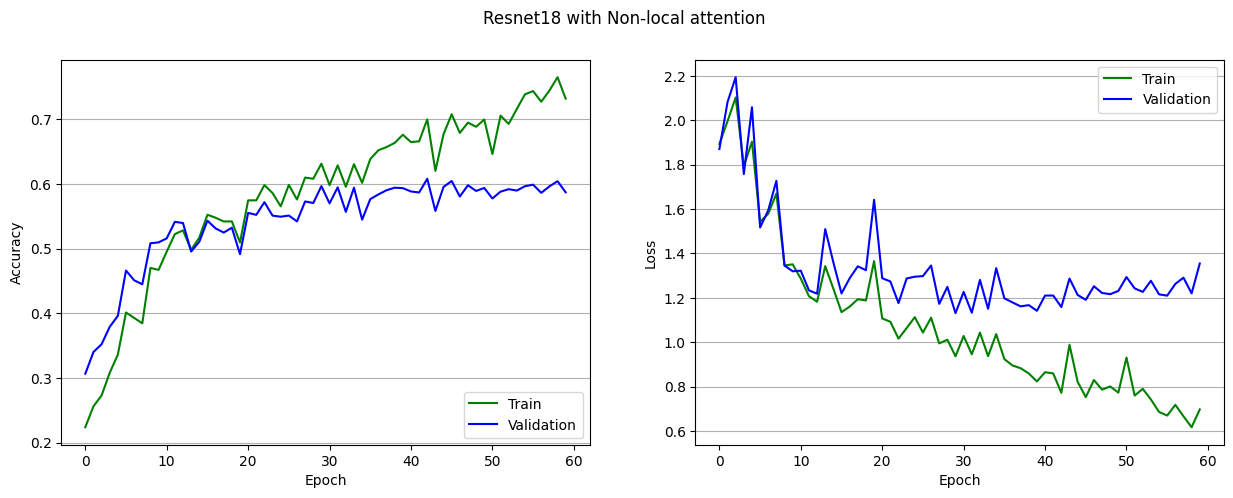 Resnet18 with Non-local attention
Accuracy
0.7
0.6
0.5
0.4
0.3
0.2
Train
Validation
0 10 20 30 40 50 60
Epoch
Loss
2.2
2.0
1.8
1.6
1.4
1.2
1.0
0.8
0.6
Train
Validation
0 10 20 30 40 50 60
Epoch